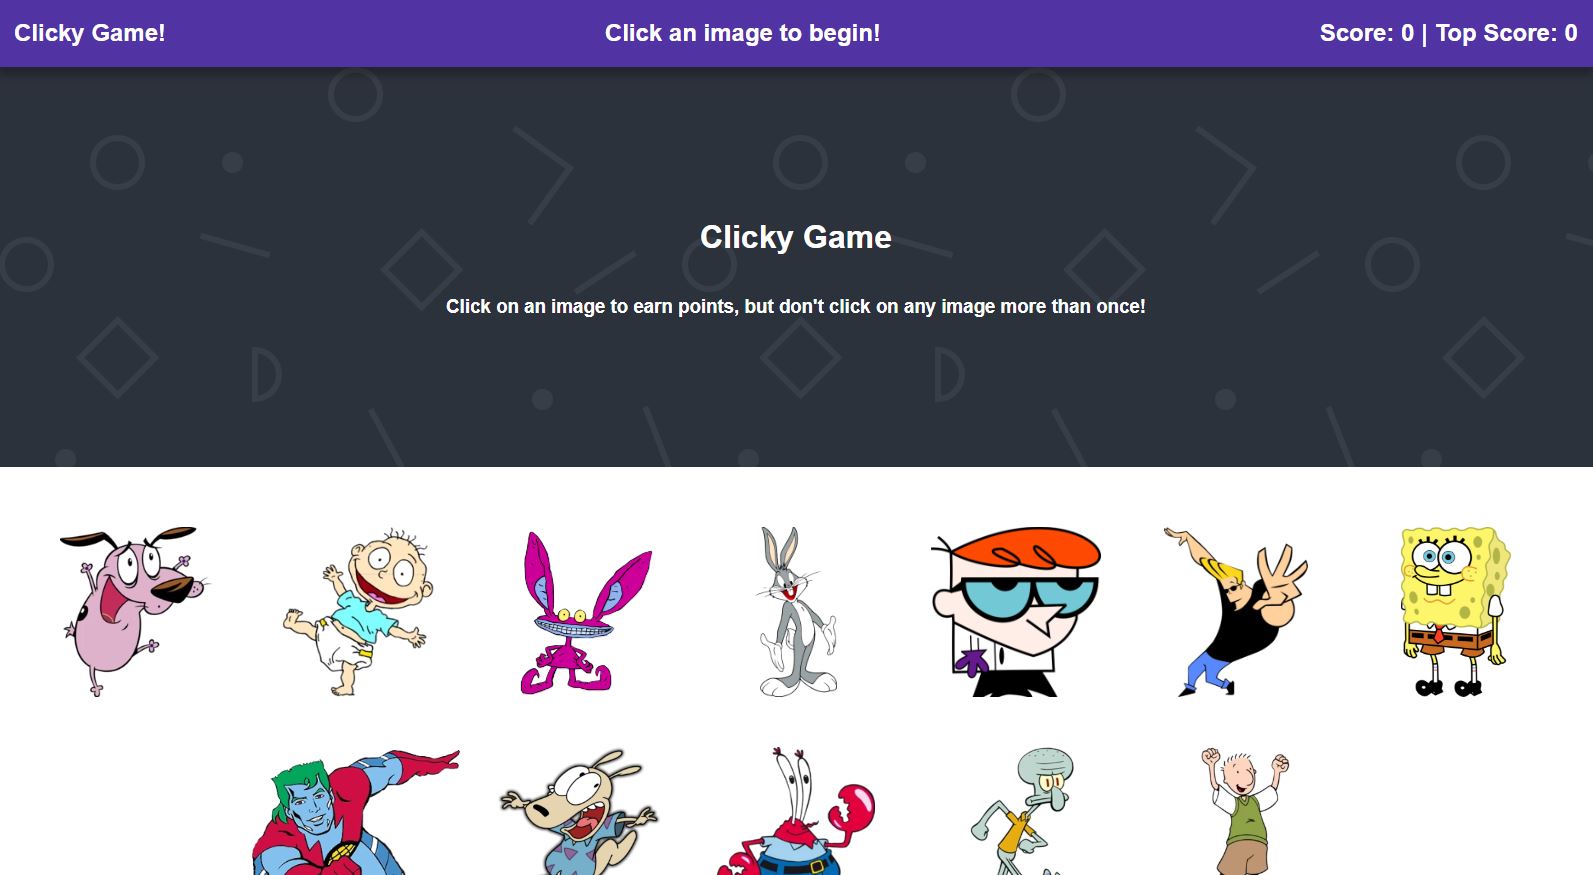 Clicky Game!
Click an image to begin!
Score: 0 | Top Score: 0
Clicky Game
Click on an image to earn points, but don't click on any image more than once!